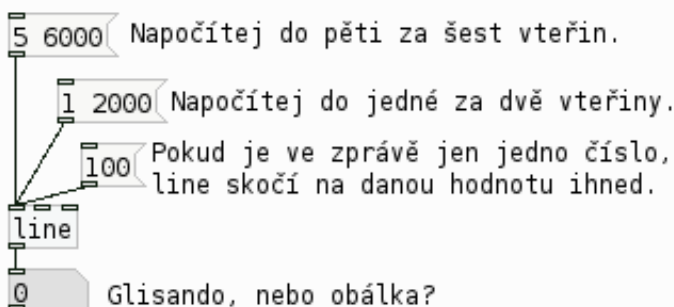 5 6000 Napočítej do pěti za šest vteřin.
1 2000 Napočítej do jedné za dvě vteřiny.
100 Pokud je ve zprávě jen jedno číslo,
line skočí na danou hodnotu ihned.
line
0 Glisando, nebo obálka?